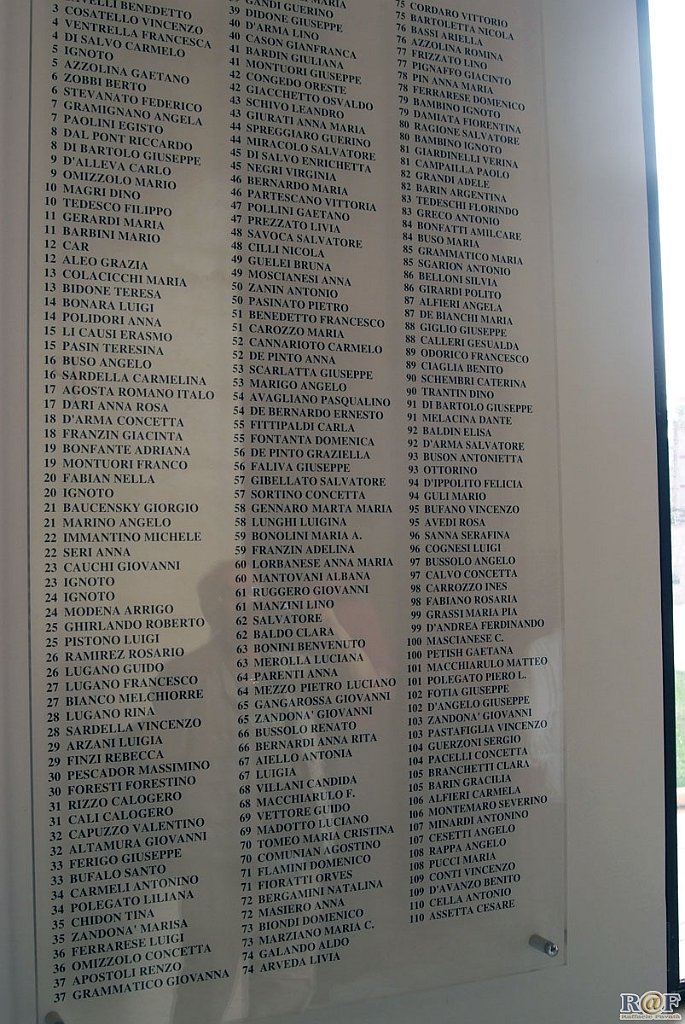 BENEDETTO
3 COSATELLO VINCENZO
4 VENTRELLA FRANCESCA
4 DI SALVO CARMELO
5 IGNOTO
5 AZZOLINA GAETANO
6 ZOBBI BERTO
6 STEVANATO FEDERICO
7 GRAMIGNANO ANGELA
7 PAOLINI EGISTO
8 DAL PONT RICCARDO
8 DI BARTOLO GIUSEPPE
9 D'ALLEVA CARLO
9 OMIZZOLO MARIO
10 MAGRI DINO
10 TEDESCO FILIPPO
11 GERARDI MARIA
11 BARBINI MARIO
12 CAR
12 ALEO GRAZIA
13 COLACICCHI MARIA
13 BIDONE TERESA
14 BONARA LUIGI
14 POLIDORI ANNA
15 LI CAUSI ERASMO
15 PASIN TERESINA
16 BUSO ANGELO
16 SARDELLA CARMELINA
17 AGOSTA ROMANO ITALO
17 DARI ANNA ROSA
18 D'ARMA CONCETTA
18 FRANZIN GIACINTA
19 BONFANTE ADRIANA
19 MONTUORI FRANCO
20 FABIAN NELLA
20 IGNOTO
21 BAUCENSKY GIORGIO
21 MARINO ANGELO
22 IMMANTINO MICHELE
22 SERI ANNA
23 CAUCHI GIOVANNI
23 IGNOTO
24 IGNOTO
24 MODENA ARRIGO
25 GHIRLANDO ROBERTO
25 PISTONO LUIGI
26 RAMIREZ ROSARIO
26 LUGANO GUIDO
27 LUGANO FRANCESCO
27 BIANCO MELCHIORRE
28 LUGANO RINA
28 SARDELLA VINCENZO
29 ARZANI LUIGIA
29 FINZI REBECCA
30 PESCADOR MASSIMINO
30 FORESTI FORESTINO
31 RIZZO CALOGERO
31 CALI CALOGERO
32 CAPUZZO VALENTINO
32 ALTAMURA GIOVANNI
33 FERIGO GIUSEPPE
33 BUFALO SANTO
34 CARMELI ANTONINO
34 POLEGATO LILIANA
35 CHIDON TINA
35 ZANDONA' MARISA
36 FERRARESE LUIGI
36 OMIZZOLO CONCETTA
37 APOSTOLI RENZO
37 GRAMMATICO GIOVANNA
MARIA
GANDI GUERINO
39 DIDONE GIUSEPPE
40 D'ARMA LINO
40 CASON GIANFRANCA
41 BARDIN GIULIANA
41 MONTUORI GIUSEPPE
42 CONGEDO ORESTE
42 GIACCHETTO OSVALDO
43 SCHIVO LEANDRO
43 GIURATI ANNA MARIA
44 SPREGGIARO GUERINO
44 MIRACOLO SALVATORE
45 DI SALVO ENRICHETTA
45 NEGRI VIRGINIA
46 BERNARDO MARIA
46 PARTESCANO VITTORIA
47 POLLINI GAETANO
47 PREZZATO LIVIA
48 SAVOCA SALVATORE
48 CILLI NICOLA
49 GUELEI BRUNA
49 MOSCIANESI ANNA
50 ZANIN ANTONIO
50 PASINATO PIETRO
51 BENEDETTO FRANCESCO
51 CAROZZO MARIA
52 CANNARIOTO CARMELO
52 DE PINTO ANNA
53 SCARLATTA GIUSEPPE
53 MARIGO ANGELO
54 AVAGLIANO PASQUALINO
54 DE BERNARDO ERNESTO
55 FITTIPALDI CARLA
55 FONTANTA DOMENICA
56 DE PINTO GRAZIELLA
56 FALIVA GIUSEPPE
57 GIBELLATO SALVATORE
57 SORTINO CONCETTA
58 GENNARO MARTA MARIA
58 LUNGHI LUIGINA
59 BONOLINI MARIA A.
59 FRANZIN ADELINA
60 LORBANESE ANNA MARIA
60 MANTOVANI ALBANA
61 RUGGERO GIOVANNI
61 MANZINI LINO
62 SALVATORE
62 BALDO CLARA
63 BONINI BENVENUTO
63 MEROLLA LUCIANA
64 PARENTI ANNA
64 MEZZO PIETRO LUCIANO
65 GANGAROSSA GIOVANNI
65 ZANDONA' GIOVANNI
66 BUSSOLO RENATO
66 BERNARDI ANNA RITA
67 AIELLO ANTONIA
67 LUIGIA
68 VILLANI CANDIDA
68 MACCHIARULO F.
69 VETTORE GUIDO
69 MADOTTO LUCIANO
70 TOMEO MARIA CRISTINA
70 COMUNIAN AGOSTINO
71 FLAMINI DOMENICO
71 FIORATTI ORVES
72 BERGAMINI NATALINA
72 MASIERO ANNA
73 BIONDI DOMENICO
73 MARZIANO MARIA C.
74 GALANDO ALDO
74 ARVEDA LIVIA
75 CORDARO VITTORIO
75 BARTOLETTA NICOLA
76 BASSI ARIELLA
76 AZZOLINA ROMINA
77 FRIZZATO LINO
77 PIGNAFFO GIACINTO
78 PIN ANNA MARIA
78 FERRARESE DOMENICO
79 BAMBINO IGNOTO
79 DAMIATA FIORENTINA
80 RAGIONE SALVATORE
80 BAMBINO IGNOTO
81 GIARDINELLI VERINA
81 CAMPAILLA PAOLO
82 GRANDI ADELE
82 BARIN ARGENTINA
83 TEDESCHI FLORINDO
83 GRECO ANTONIO
84 BONFATTI AMILCARE
84 BUSO MARIA
85 GRAMMATICO MARIA
85 SGARION ANTONIO
86 BELLONI SILVIA
86 GIRARDI POLITO
87 ALFIERI ANGELA
87 DE BIANCHI MARIA
88 GIGLIO GIUSEPPE
88 CALLERI GESUALDA
89 ODORICO FRANCESCO
89 CIAGLIA BENITO
90 SCHEMBRI CATERINA
90 TRANTIN DINO
91 DI BARTOLO GIUSEPPE
91 MELACINA DANTE
92 BALDIN ELISA
92 D'ARMA SALVATORE
93 BUSON ANTONIETTA
93 OTTORINO
94 D'IPPOLITO FELICIA
94 GULI MARIO
95 BUFANO VINCENZO
95 AVEDI ROSA
96 SANNA SERAFINA
96 COGNESI LUIGI
97 BUSSOLO ANGELO
97 CALVO CONCETTA
98 CARROZZO INES
98 FABIANO ROSARIA
99 GRASSI MARIA PIA
99 D'ANDREA FERDINANDO
100 MASCIANESE C.
100 PETISH GAETANA
101 MACCHIARULO MATTEO
101 POLEGATO PIERO L.
102 FOTIA GIUSEPPE
102 D'ANGELO GIUSEPPE
103 ZANDONA' GIOVANNI
103 PASTAFIGLIA VINCENZO
104 GUERZONI SERGIO
104 PACELLI CONCETTA
105 BRANCHETTI CLARA
105 BARIN GRACILIA
106 ALFIERI CARMELA
106 MONTEMARO SEVERINO
107 MINARDI ANTONINO
107 CESETTI ANGELO
108 RAPPA ANGELO
108 PUCCI MARIA
109 CONTI VINCENZO
109 D'AVANZO BENITO
110 CELLA ANTONIO
110 ASSETTA CESARE
R@F